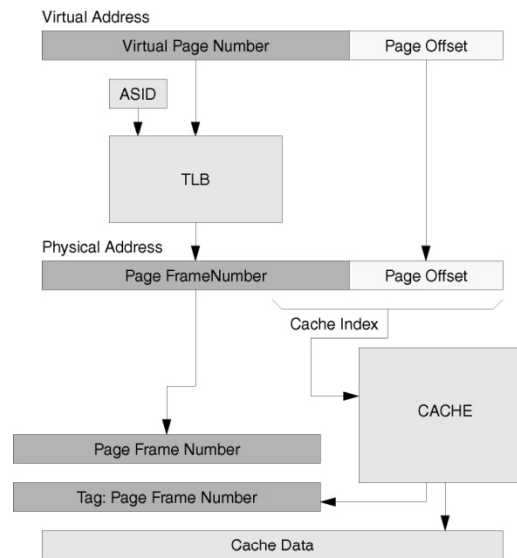 Virtual Address
Virtual Page Number
Page Offset
ASID
TLB
Physical Address
Page FrameNumber
Page Offset
Cache Index
CACHE
Page Frame Number
Tag: Page Frame Number
Cache Data